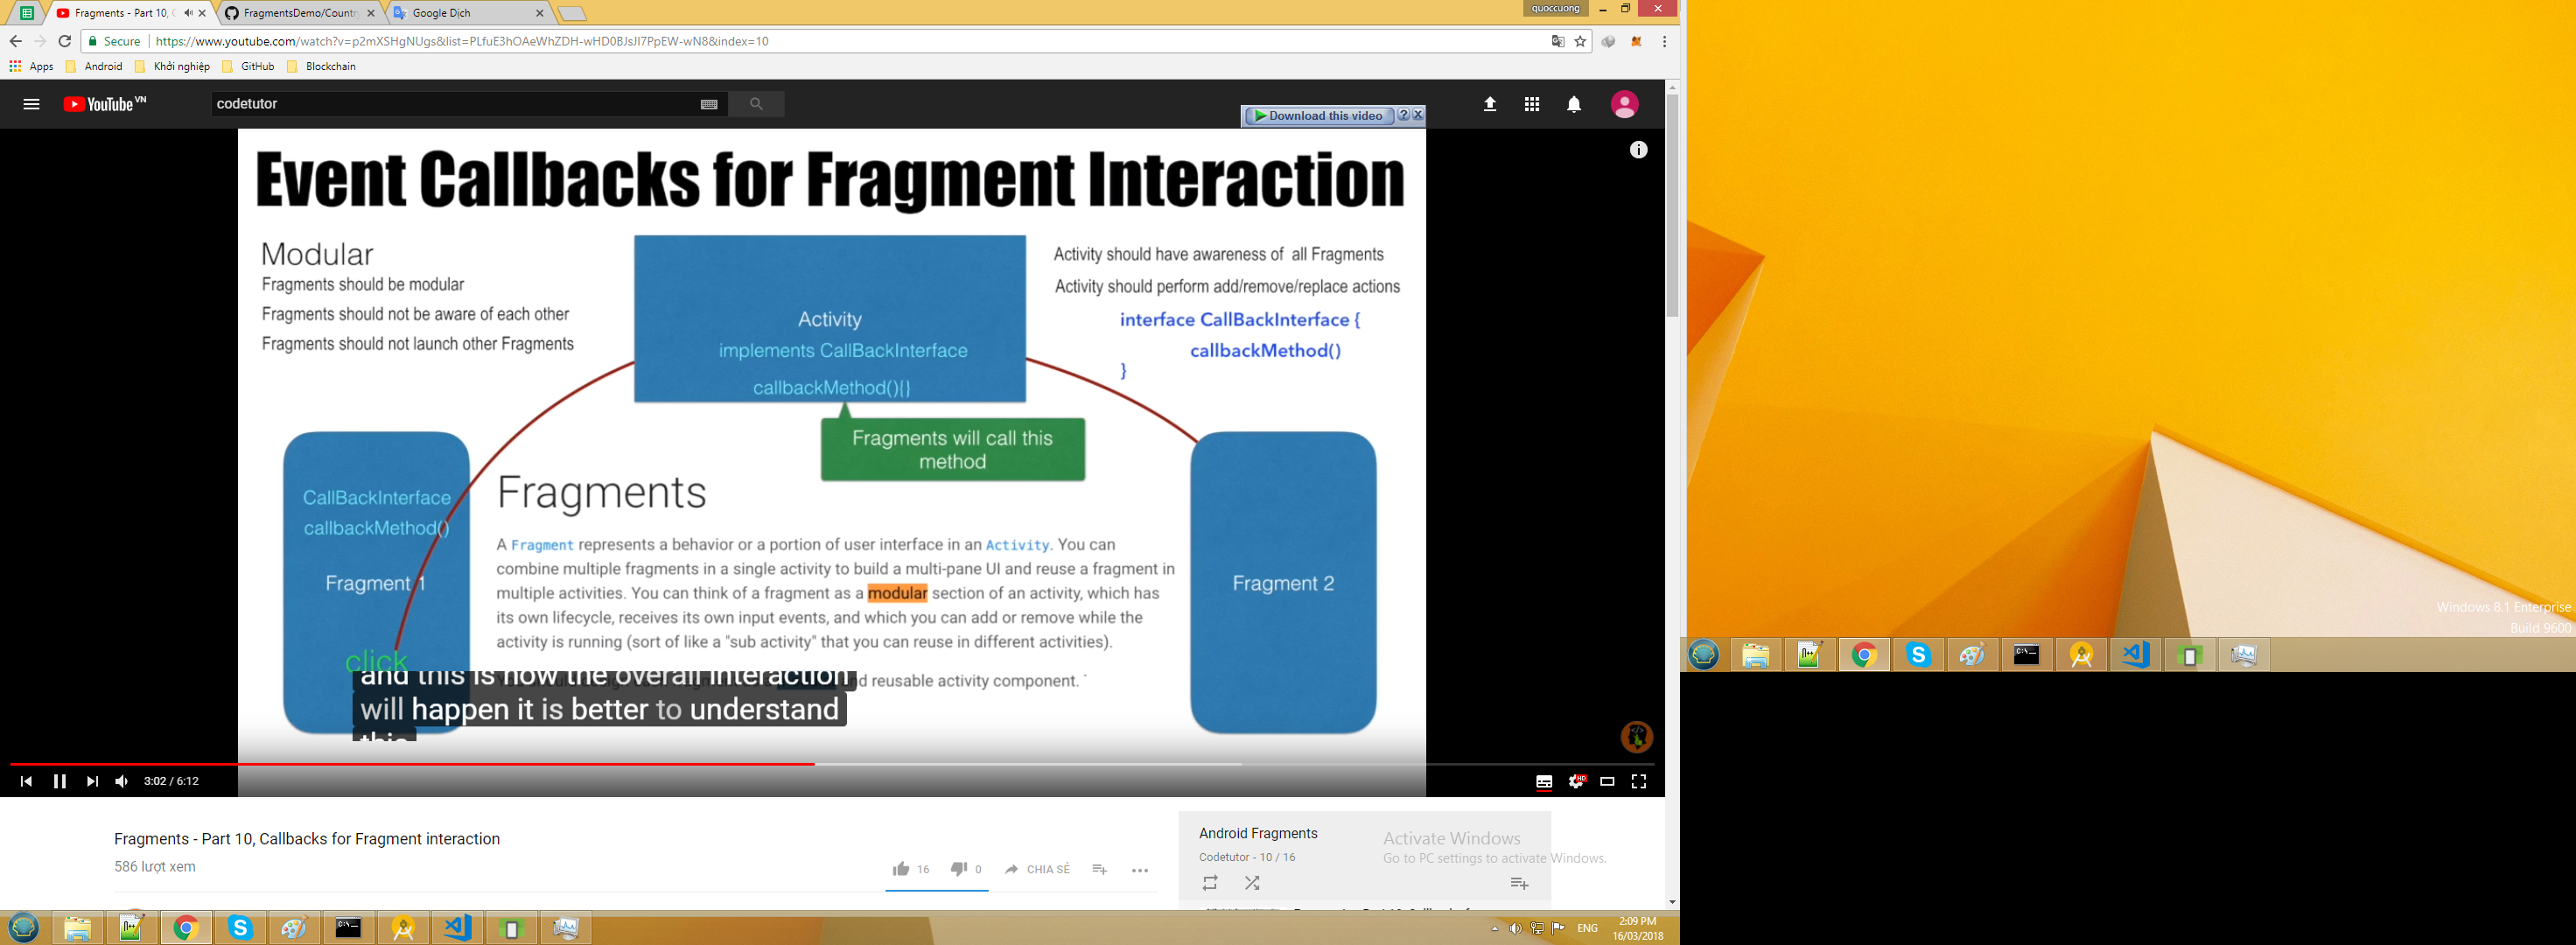 Fragments - Part 10, C
FragmentsDemo/Countr
Google Dịch
quoccuong
Secure
https://www.youtube.com/watch?v=p2mXSHgNUgs&list=PLfuE3hOAeWhZDH-wHD0BJsJI7PpEW-wN8&index=10
Apps
Android
Khởi nghiệp
GitHub
Blockchain
YouTube VN
codetutor
Download this video
Event Callbacks for Fragment Interaction
Modular
Fragments should be modular
Fragments should not be aware of each other
Fragments should not launch other Fragments
Activity
implements CallBackInterface
callbackMethod(){}
Activity should have awareness of all Fragments
Activity should perform add/remove/replace actions
interface CallBackInterface {
callbackMethod()
}
Fragments will call this
method
CallBackInterface
callbackMethod()
Fragment 1
click
Fragments
A Fragment represents a behavior or a portion of user interface in an Activity. You can
combine multiple fragments in a single activity to build a multi-pane UI and reuse a fragment in
multiple activities. You can think of a fragment as a modular section of an activity, which has
its own lifecycle, receives its own input events, and which you can add or remove while the
activity is running (sort of like a "sub activity" that you can reuse in different activities).
and reusable activity component.
Fragment 2
and this is how the overall interaction
will happen it is better to understand
this
3:02 / 6:12
HD
Fragments - Part 10, Callbacks for Fragment interaction
586 lượt xem
16
0
CHIA SẺ
Android Fragments
Codetutor - 10 / 16
Activate Windows
Go to PC settings to activate Windows.
Windows 8.1 Enterprise
Build 9600
ENG
2:09 PM
16/03/2018